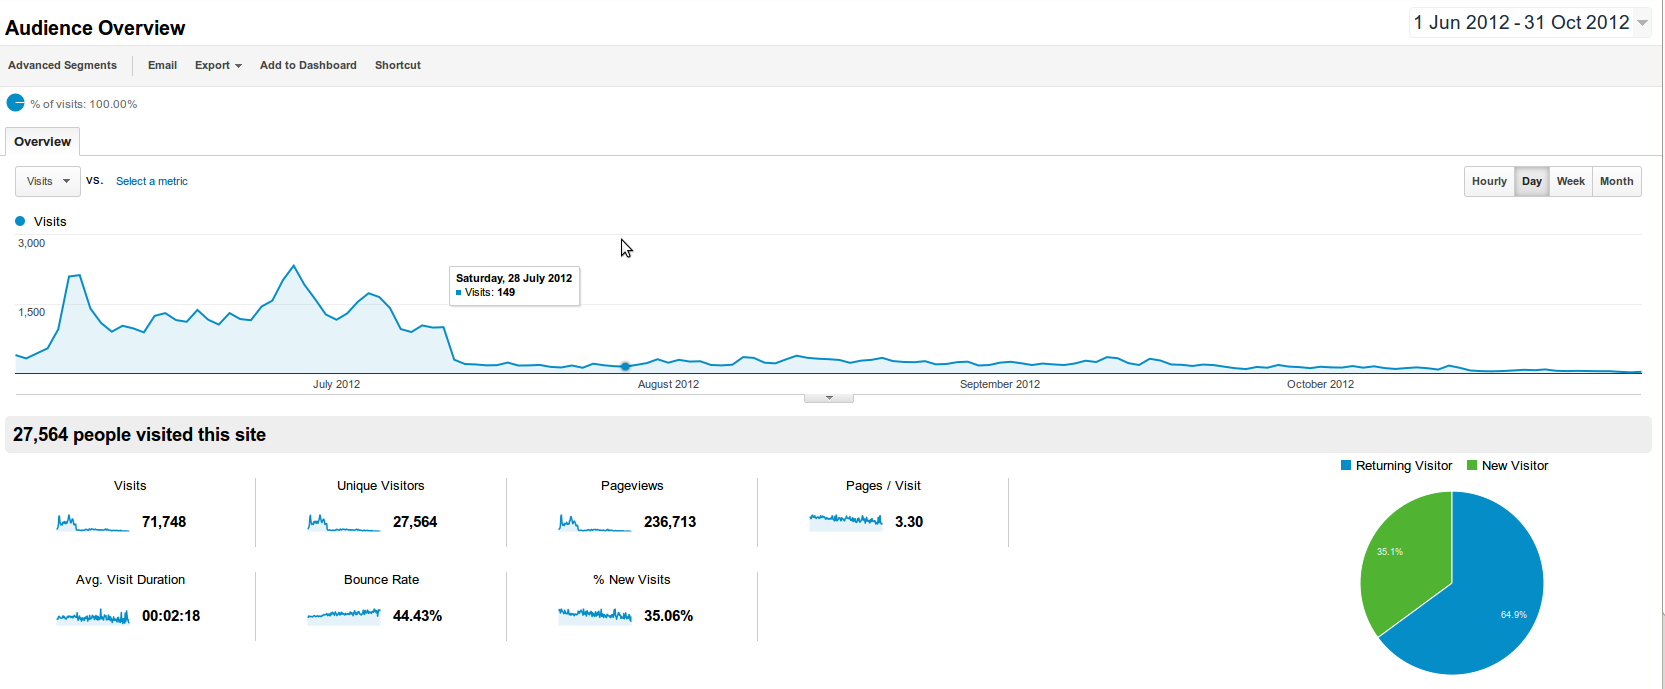 Audience Overview
1 Jun 2012 - 31 Oct 2012
Advanced Segments Email Export Add to Dashboard Shortcut
% of visits: 100.00%
Overview
Visits VS. Select a metric
Hourly Day Week Month
Visits
3,000
Saturday, 28 July 2012
Visits: 149
1,500
July 2012 August 2012 September 2012 October 2012
27,564 people visited this site
Returning Visitor New Visitor
Visits Unique Visitors Pageviews Pages / Visit
71,748 27,564 236,713 3.30
35.1%
Avg. Visit Duration Bounce Rate % New Visits
00:02:18 44.43% 35.06%
64.9%